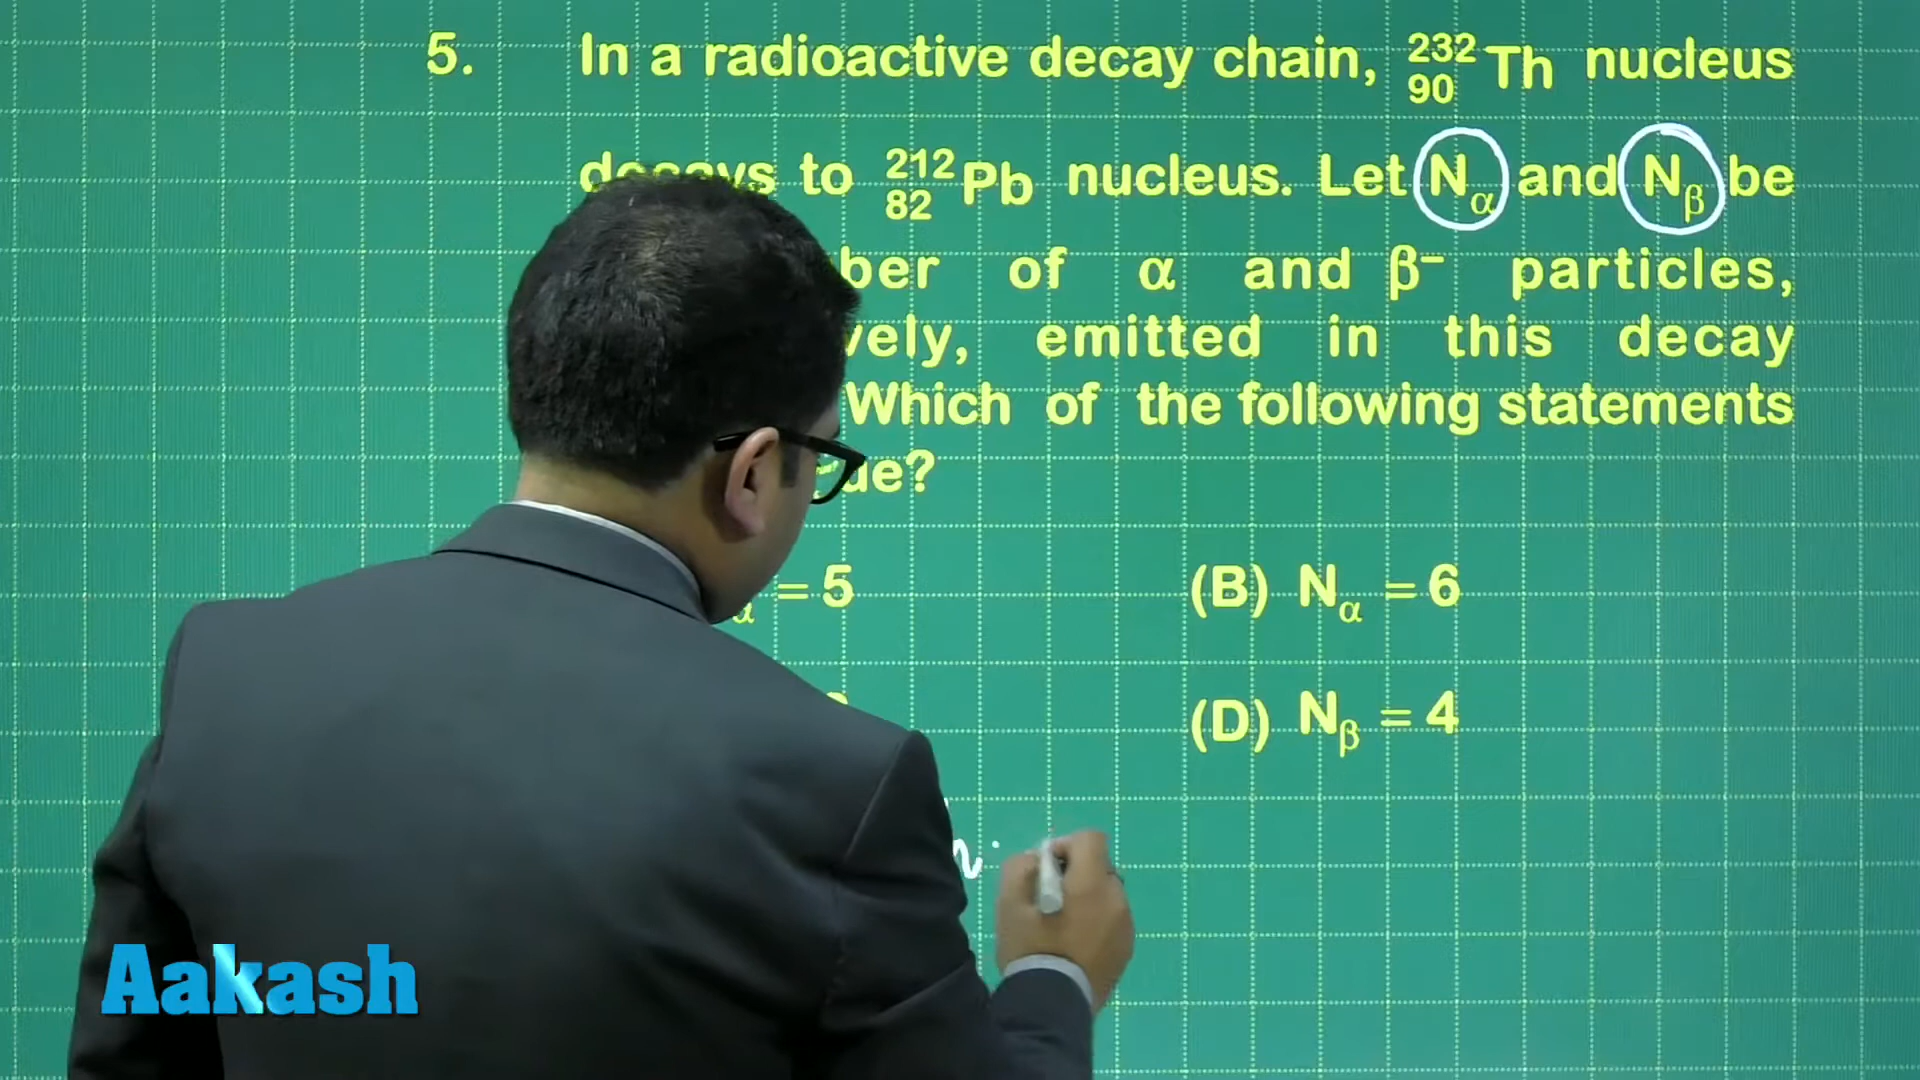 5. In a radioactive decay chain, ²³²₉₀Th nucleus
decays to ²¹²₈₂Pb nucleus. Let Nα and Nβ be
ber of α and β⁻ particles,
vely, emitted in this decay
Which of the following statements
ue?
α = 5 (B) Nα = 6
(D) Nβ = 4
Aakash